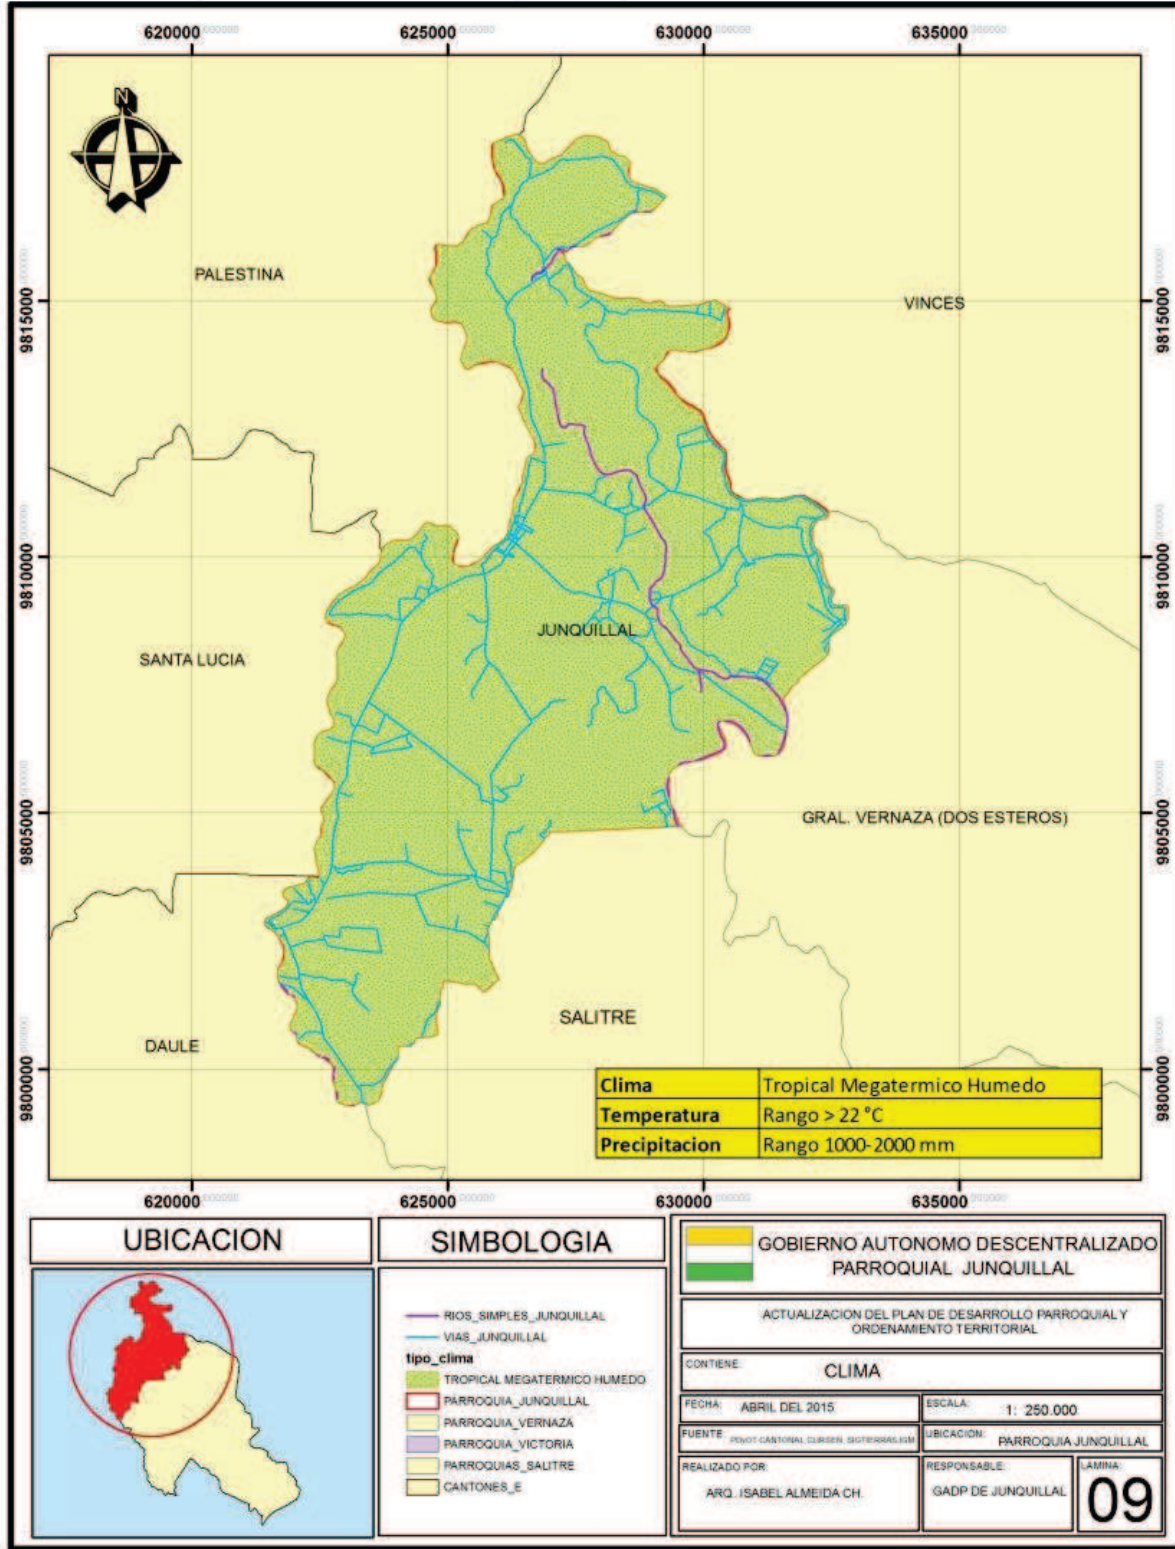 620000 625000 630000 635000
N
PALESTINA
VINCES
9815000 9815000
9810000 9810000
JUNQUILLAL
SANTA LUCIA
9805000 9805000
GRAL. VERNAZA (DOS ESTEROS)
SALITRE
DAULE
9800000 9800000
Clima Tropical Megatermico Humedo
Temperatura Rango > 22 °C
Precipitacion Rango 1000-2000 mm
620000 625000 630000 635000
UBICACION
SIMBOLOGIA
RIOS_SIMPLES_JUNQUILLAL
VIAS_JUNQUILLAL
tipo_clima
TROPICAL MEGATERMICO HUMEDO
PARROQUIA_JUNQUILLAL
PARROQUIA_VERNAZA
PARROQUIA_VICTORIA
PARROQUIAS_SALITRE
CANTONES_E
GOBIERNO AUTONOMO DESCENTRALIZADO
PARROQUIAL JUNQUILLAL
ACTUALIZACION DEL PLAN DE DESARROLLO PARROQUIAL Y
ORDENAMIENTO TERRITORIAL
CONTIENE: CLIMA
FECHA: ABRIL DEL 2015
ESCALA: 1: 250.000
FUENTE: PDYOT CANTONAL,
UBICACION: PARROQUIA JUNQUILLAL
REALIZADO POR:
ARQ. ISABEL ALMEIDA CH.
RESPONSABLE:
GADP DE JUNQUILLAL
LAMINA:
09